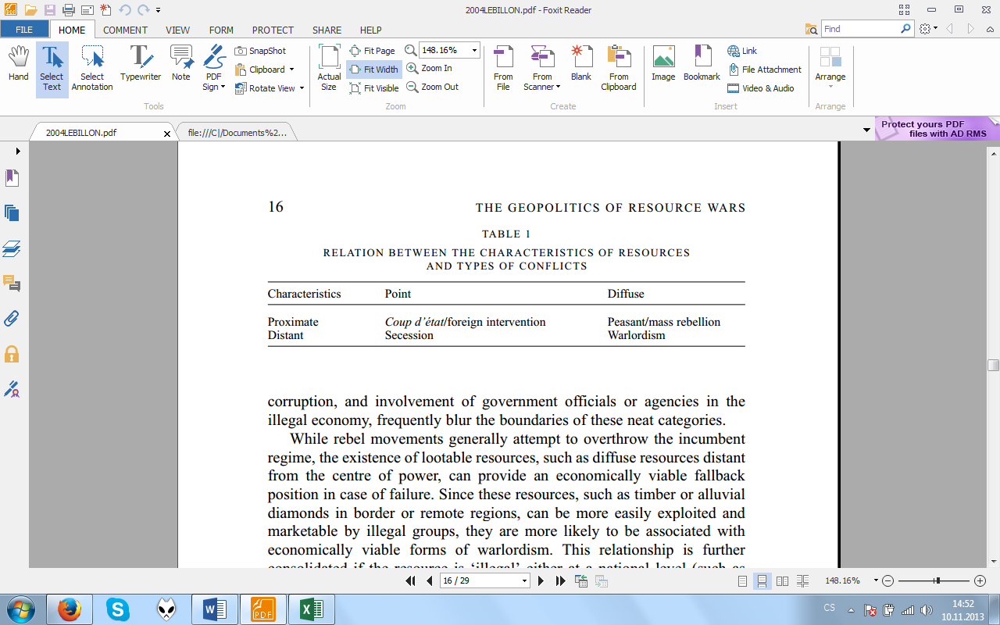 2004LEBILLON.pdf - Foxit Reader
FILE HOME COMMENT VIEW FORM PROTECT SHARE HELP
Find
Hand
Select Text
Select Annotation
Typewriter
Note
PDF Sign
SnapShot
Clipboard
Rotate View
Tools
Actual Size
Fit Page
Fit Width
Fit Visible
148.16%
Zoom In
Zoom Out
Zoom
From File
From Scanner
Blank
From Clipboard
Create
Image
Bookmark
Link
File Attachment
Video & Audio
Insert
Arrange
Arrange
2004LEBILLON.pdf
file:///C|/Documents%2...
Protect yours PDF
files with AD RMS
16 THE GEOPOLITICS OF RESOURCE WARS
TABLE 1
RELATION BETWEEN THE CHARACTERISTICS OF RESOURCES
AND TYPES OF CONFLICTS
Characteristics Point Diffuse
Proximate Coup d’état/foreign intervention Peasant/mass rebellion
Distant Secession Warlordism
corruption, and involvement of government officials or agencies in the
illegal economy, frequently blur the boundaries of these neat categories.
While rebel movements generally attempt to overthrow the incumbent
regime, the existence of lootable resources, such as diffuse resources distant
from the centre of power, can provide an economically viable fallback
position in case of failure. Since these resources, such as timber or alluvial
diamonds in border or remote regions, can be more easily exploited and
marketable by illegal groups, they are more likely to be associated with
economically viable forms of warlordism. This relationship is further
consolidated if the resource is ‘illegal’ either at a national level (such as
16 / 29
148.16%
CS
14:52
10.11.2013